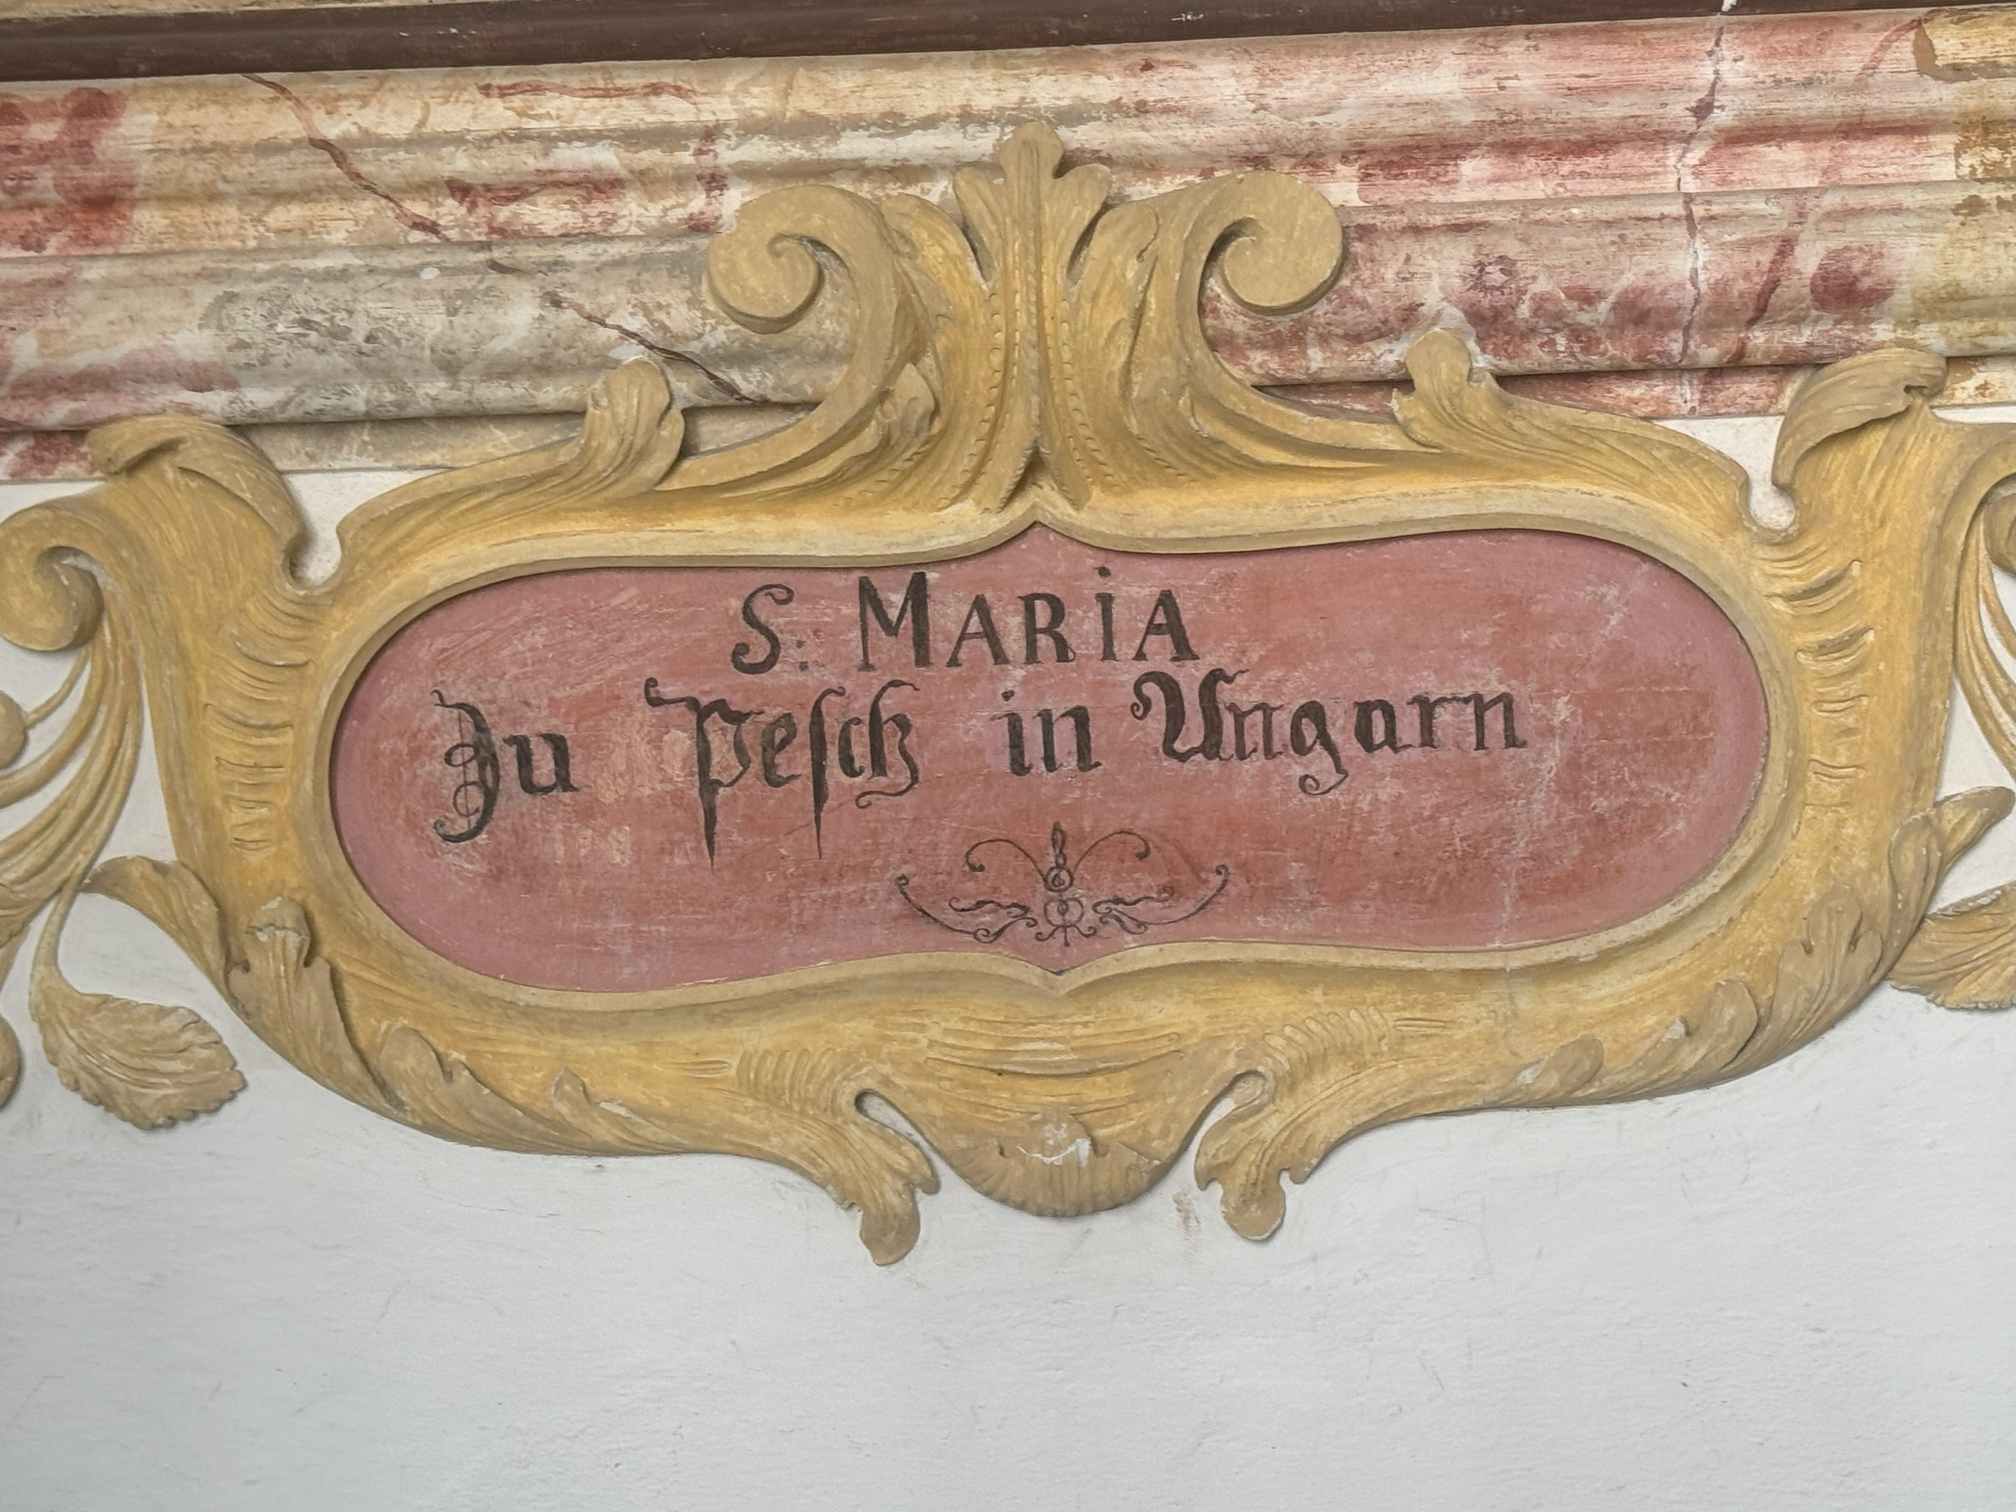 S: MARiA
Zu Pesch in Ungarn